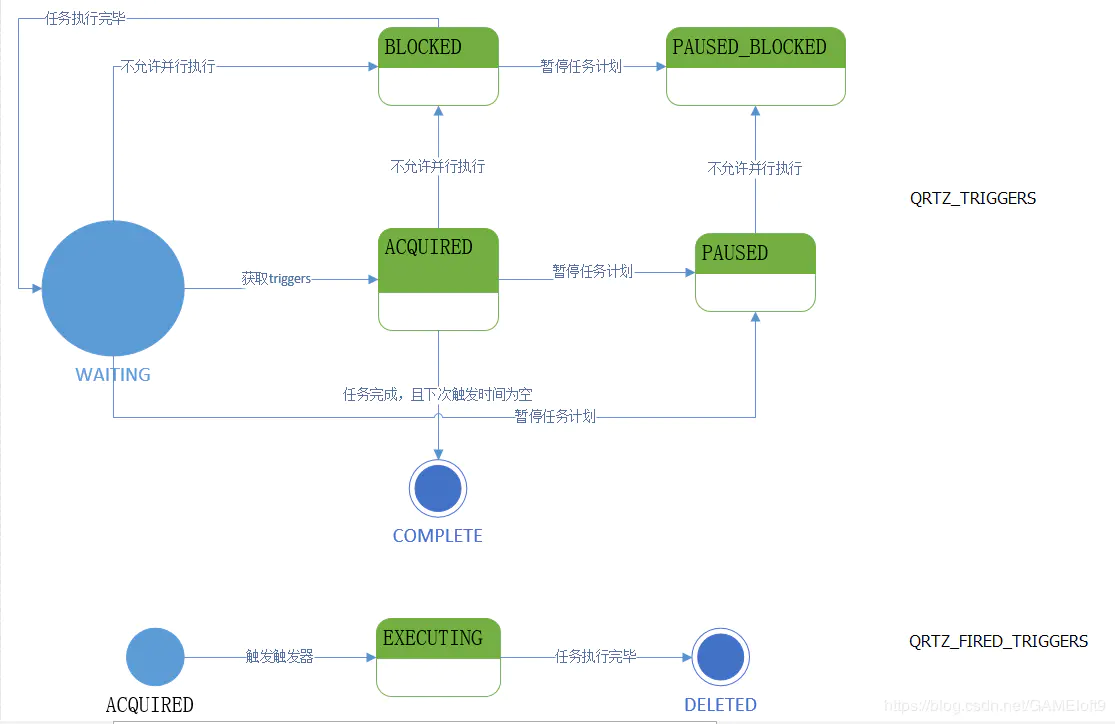 任务执行完毕
BLOCKED
PAUSED_BLOCKED
不允许并行执行
暂停任务计划
不允许并行执行
不允许并行执行
QRTZ_TRIGGERS
ACQUIRED
PAUSED
获取triggers
暂停任务计划
WAITING
任务完成，且下次触发时间为空
暂停任务计划
COMPLETE
EXECUTING
QRTZ_FIRED_TRIGGERS
触发触发器
任务执行完毕
ACQUIRED
DELETED
https://blog.csdn.net/GAMEloft9